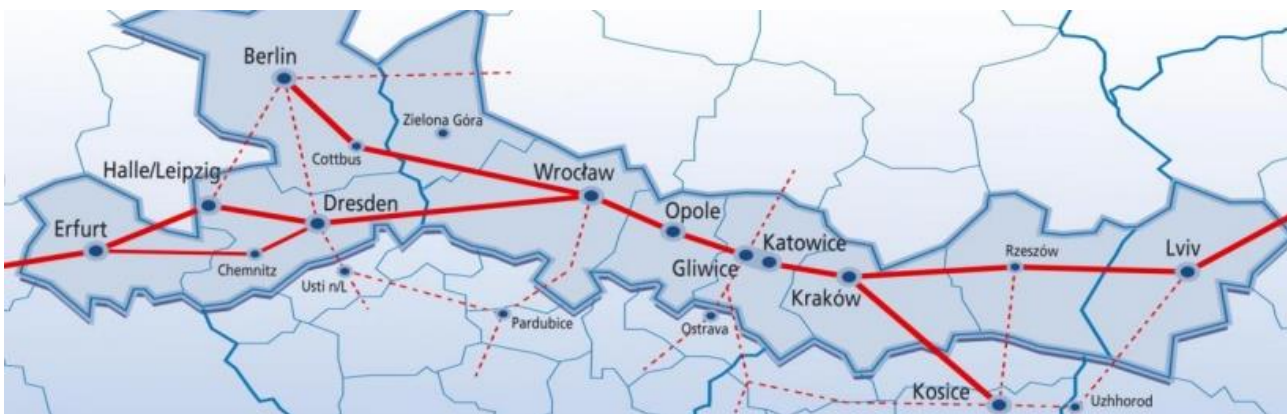 Berlin
Zielona Góra
Cottbus
Halle/Leipzig
Wrocław
Dresden
Opole
Erfurt
Katowice
Rzeszów
Lviv
Chemnitz
Gliwice
Usti n/L
Kraków
Pardubice
Ostrava
Kosice
Uzhhorod